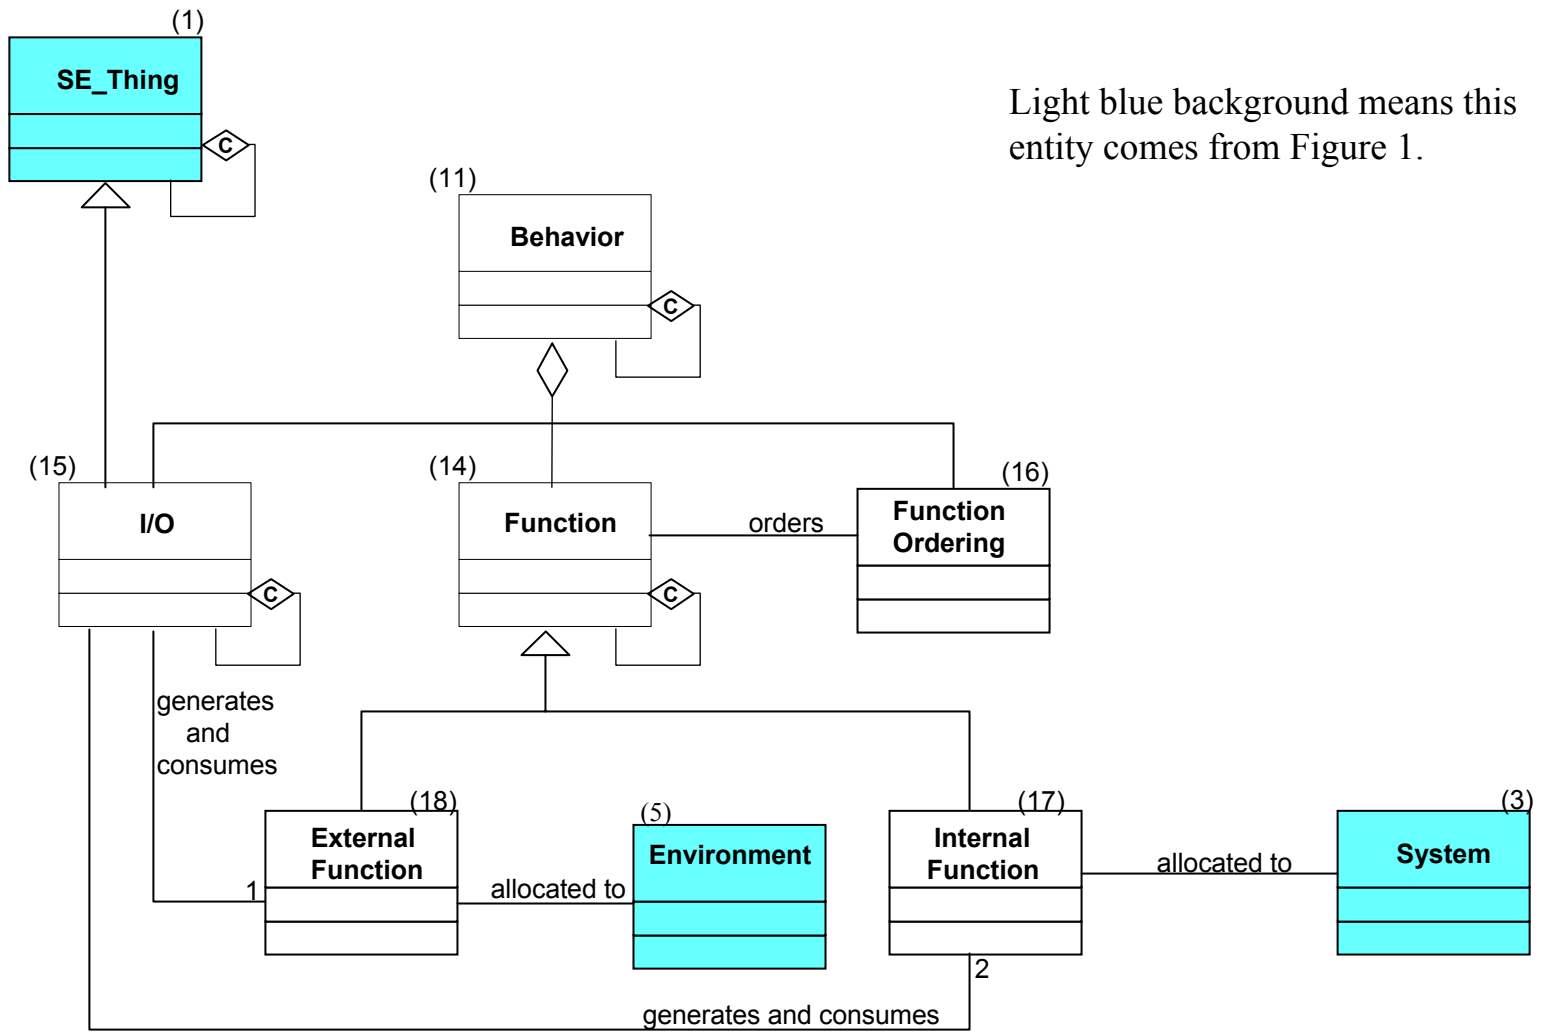 (1)
SE_Thing
C
Light blue background means this
entity comes from Figure 1.
(11)
Behavior
C
(15)
I/O
C
(14)
Function
C
orders
(16)
Function
Ordering
generates
and
consumes
(18)
External
Function
1
allocated to
(5)
Environment
(17)
Internal
Function
2
allocated to
(3)
System
generates and consumes